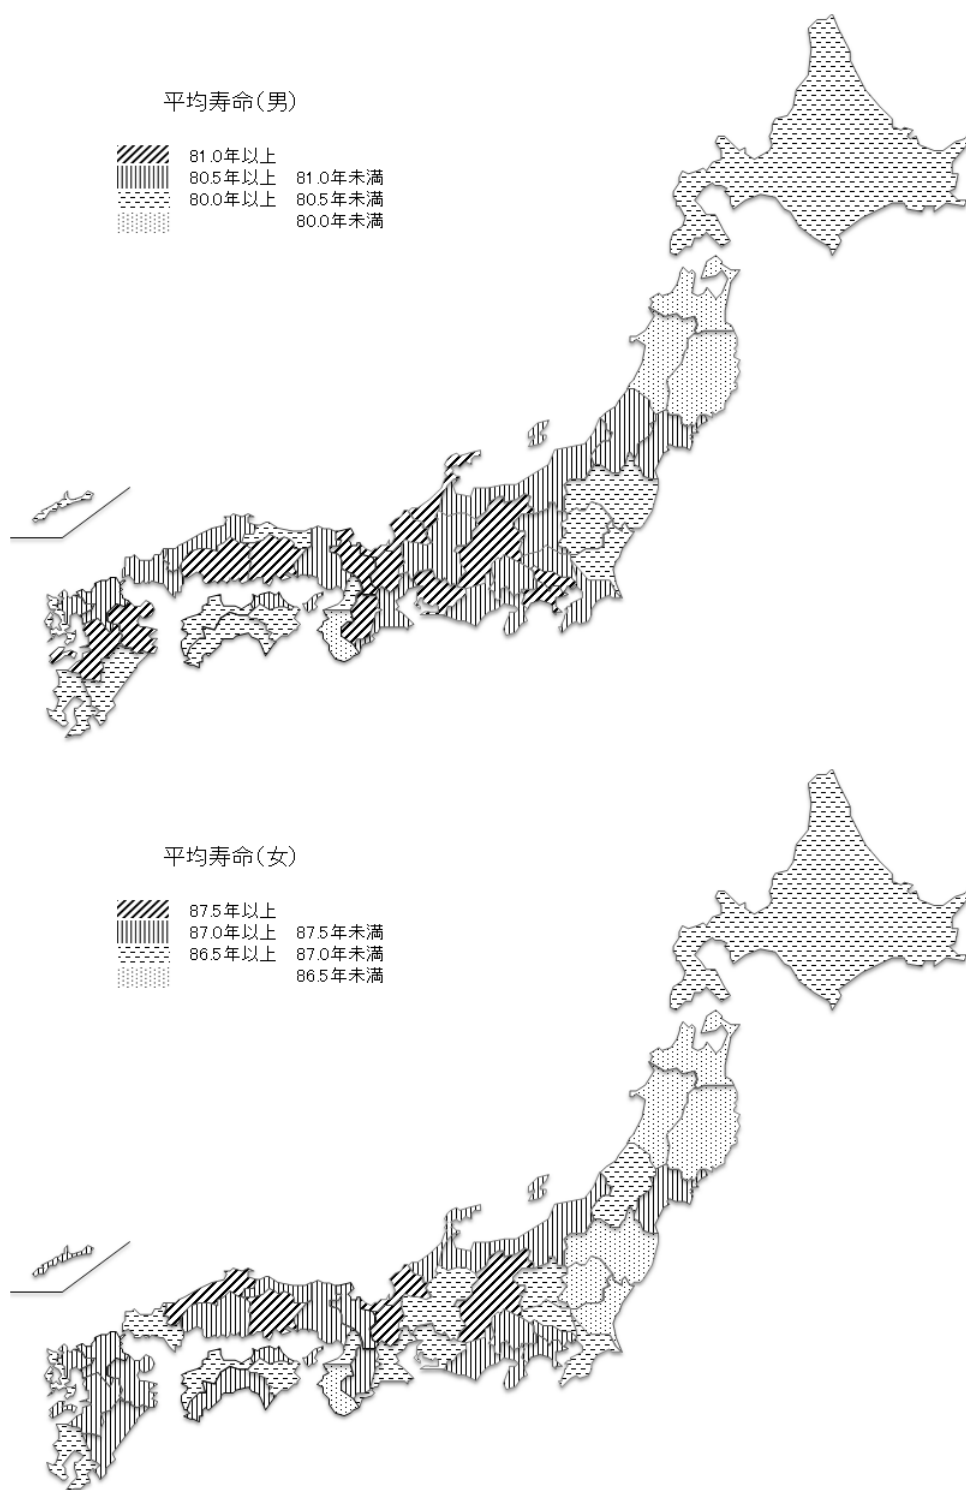 平均寿命(男)
81.0年以上
80.5年以上 81.0年未満
80.0年以上 80.5年未満
80.0年未満
平均寿命(女)
87.5年以上
87.0年以上 87.5年未満
86.5年以上 87.0年未満
86.5年未満